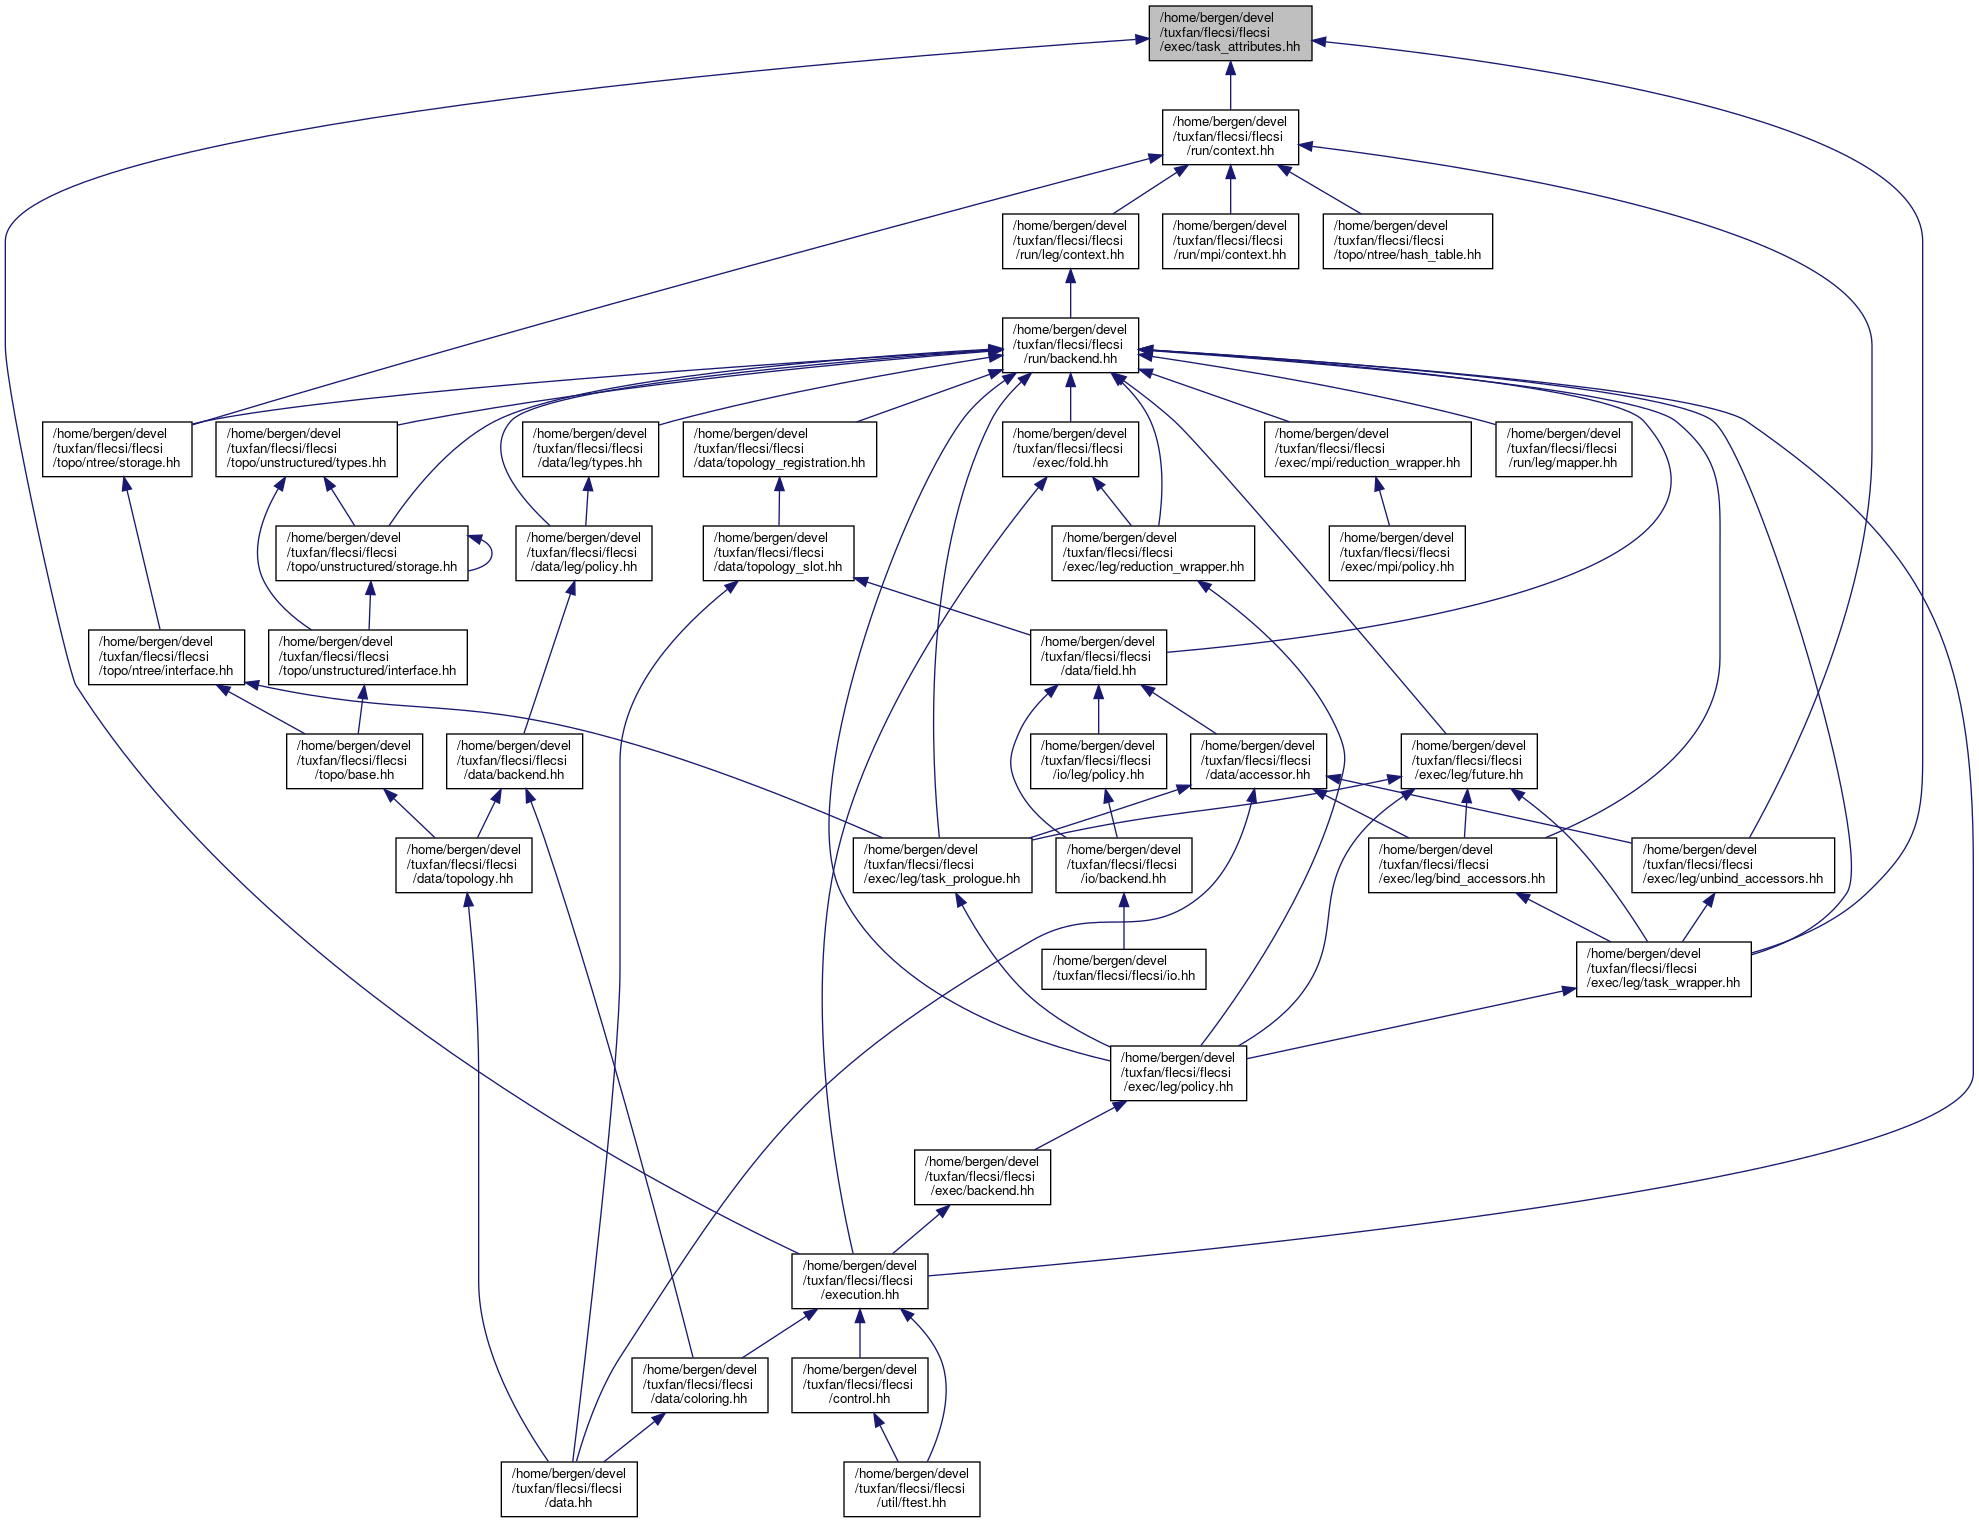 /home/bergen/devel
/tuxfan/flecsi/flecsi
/exec/task_attributes.hh
/home/bergen/devel
/tuxfan/flecsi/flecsi
/run/context.hh
/home/bergen/devel
/tuxfan/flecsi/flecsi
/run/leg/context.hh
/home/bergen/devel
/tuxfan/flecsi/flecsi
/run/mpi/context.hh
/home/bergen/devel
/tuxfan/flecsi/flecsi
/topo/ntree/hash_table.hh
/home/bergen/devel
/tuxfan/flecsi/flecsi
/run/backend.hh
/home/bergen/devel
/tuxfan/flecsi/flecsi
/topo/ntree/storage.hh
/home/bergen/devel
/tuxfan/flecsi/flecsi
/topo/unstructured/types.hh
/home/bergen/devel
/tuxfan/flecsi/flecsi
/data/leg/types.hh
/home/bergen/devel
/tuxfan/flecsi/flecsi
/data/topology_registration.hh
/home/bergen/devel
/tuxfan/flecsi/flecsi
/exec/fold.hh
/home/bergen/devel
/tuxfan/flecsi/flecsi
/exec/mpi/reduction_wrapper.hh
/home/bergen/devel
/tuxfan/flecsi/flecsi
/run/leg/mapper.hh
/home/bergen/devel
/tuxfan/flecsi/flecsi
/topo/unstructured/storage.hh
/home/bergen/devel
/tuxfan/flecsi/flecsi
/data/leg/policy.hh
/home/bergen/devel
/tuxfan/flecsi/flecsi
/data/topology_slot.hh
/home/bergen/devel
/tuxfan/flecsi/flecsi
/exec/leg/reduction_wrapper.hh
/home/bergen/devel
/tuxfan/flecsi/flecsi
/exec/mpi/policy.hh
/home/bergen/devel
/tuxfan/flecsi/flecsi
/topo/ntree/interface.hh
/home/bergen/devel
/tuxfan/flecsi/flecsi
/topo/unstructured/interface.hh
/home/bergen/devel
/tuxfan/flecsi/flecsi
/data/field.hh
/home/bergen/devel
/tuxfan/flecsi/flecsi
/topo/base.hh
/home/bergen/devel
/tuxfan/flecsi/flecsi
/data/backend.hh
/home/bergen/devel
/tuxfan/flecsi/flecsi
/io/leg/policy.hh
/home/bergen/devel
/tuxfan/flecsi/flecsi
/data/accessor.hh
/home/bergen/devel
/tuxfan/flecsi/flecsi
/exec/leg/future.hh
/home/bergen/devel
/tuxfan/flecsi/flecsi
/data/topology.hh
/home/bergen/devel
/tuxfan/flecsi/flecsi
/exec/leg/task_prologue.hh
/home/bergen/devel
/tuxfan/flecsi/flecsi
/io/backend.hh
/home/bergen/devel
/tuxfan/flecsi/flecsi
/exec/leg/bind_accessors.hh
/home/bergen/devel
/tuxfan/flecsi/flecsi
/exec/leg/unbind_accessors.hh
/home/bergen/devel
/tuxfan/flecsi/flecsi/io.hh
/home/bergen/devel
/tuxfan/flecsi/flecsi
/exec/leg/task_wrapper.hh
/home/bergen/devel
/tuxfan/flecsi/flecsi
/exec/leg/policy.hh
/home/bergen/devel
/tuxfan/flecsi/flecsi
/exec/backend.hh
/home/bergen/devel
/tuxfan/flecsi/flecsi
/execution.hh
/home/bergen/devel
/tuxfan/flecsi/flecsi
/data/coloring.hh
/home/bergen/devel
/tuxfan/flecsi/flecsi
/control.hh
/home/bergen/devel
/tuxfan/flecsi/flecsi
/data.hh
/home/bergen/devel
/tuxfan/flecsi/flecsi
/util/ftest.hh